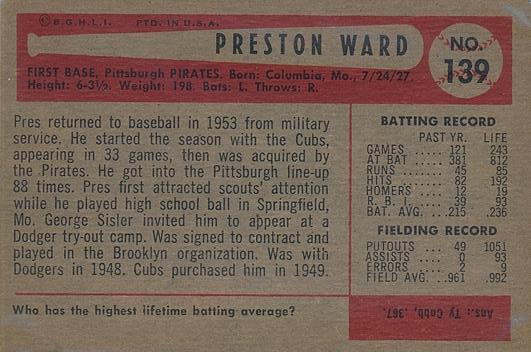 © B.G.H.L.I. PTD. IN U.S.A.
PRESTON WARD
NO.
139
FIRST BASE, Pittsburgh PIRATES. Born: Columbia, Mo., 7/24/27.
Height: 6-3½. Weight: 198. Bats: L. Throws: R.
Pres returned to baseball in 1953 from military
service. He started the season with the Cubs,
appearing in 33 games, then was acquired by
the Pirates. He got into the Pittsburgh line-up
88 times. Pres first attracted scouts' attention
while he played high school ball in Springfield,
Mo. George Sisler invited him to appear at a
Dodger try-out camp. Was signed to contract and
played in the Brooklyn organization. Was with
Dodgers in 1948. Cubs purchased him in 1949.
BATTING RECORD
PAST YR. LIFE
GAMES ..... 121 243
AT BAT .... 381 812
RUNS ...... 45 85
HITS ...... 82 192
HOMERS .... 12 19
R. B. I. .... 39 93
BAT. AVG. .. .215 .236
FIELDING RECORD
PUTOUTS .... 49 1051
ASSISTS .... 0 93
ERRORS .... 2 9
FIELD AVG. .. .961 .992
Who has the highest lifetime batting average?
Ans.: Ty Cobb, .367.